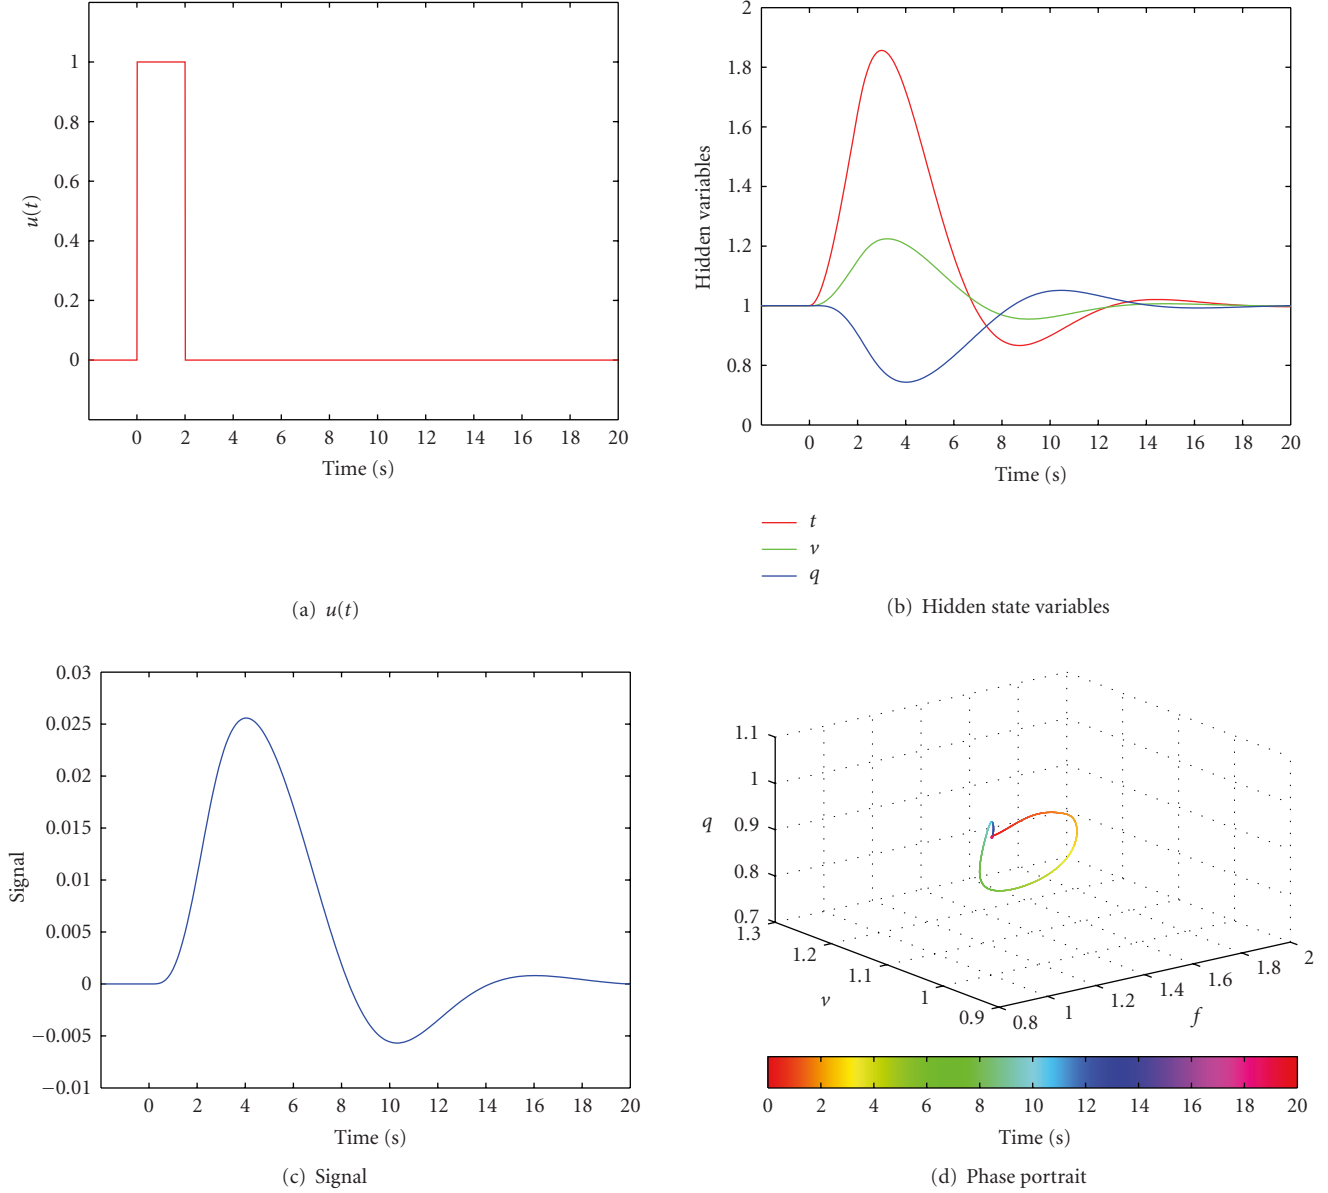 1
0.8
0.6
0.4
0.2
0
u(t)
0 2 4 6 8 10 12 14 16 18 20
Time (s)
(a) u(t)
2
1.8
1.6
1.4
1.2
1
0.8
0
Hidden variables
0 2 4 6 8 10 12 14 16 18 20
Time (s)
t
v
q
(b) Hidden state variables
0.03
0.025
0.02
0.015
0.01
0.005
0
−0.005
−0.01
Signal
0 2 4 6 8 10 12 14 16 18 20
Time (s)
(c) Signal
1.1
1
0.9
0.8
0.7
q
1.3
1.2
1.1
1
0.9
v
0.8 1 1.2 1.4 1.6 1.8 2
f
0 2 4 6 8 10 12 14 16 18 20
Time (s)
(d) Phase portrait